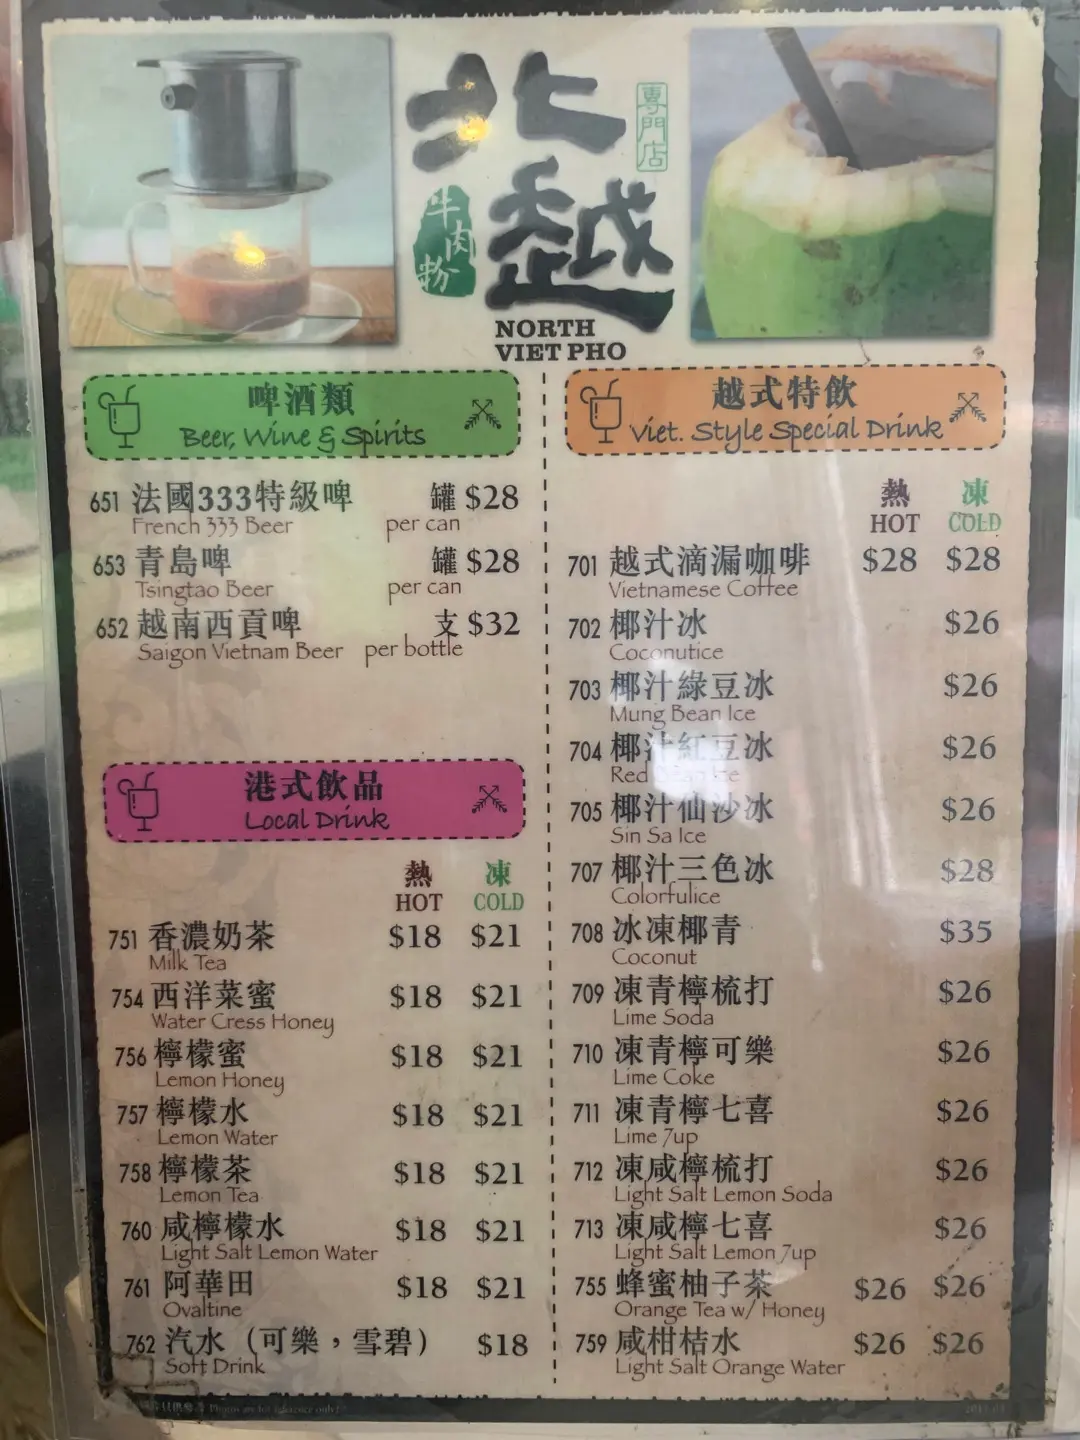 北越
専門店
牛肉粉
NORTH
VIET PHO
啤酒類
Beer, Wine & Spirits
651 法國333特級啤 罐 $28
French 333 Beer per can
653 青島啤 罐 $28
Tsingtao Beer per can
652 越南西貢啤 支 $32
Saigon Vietnam Beer per bottle
港式飲品
Local Drink
熱 凍
HOT COLD
751 香濃奶茶 $18 $21
Milk Tea
754 西洋菜蜜 $18 $21
Water Cress Honey
756 檸檬蜜 $18 $21
Lemon Honey
757 檸檬水 $18 $21
Lemon Water
758 檸檬茶 $18 $21
Lemon Tea
760 咸檸檬水 $18 $21
Light Salt Lemon Water
761 阿華田 $18 $21
Ovaltine
762 汽水（可樂，雪碧） $18
Soft Drink
越式特飲
Viet. Style Special Drink
熱 凍
HOT COLD
701 越式滴漏咖啡 $28 $28
Vietnamese Coffee
702 椰汁冰 $26
Coconutice
703 椰汁綠豆冰 $26
Mung Bean Ice
704 椰汁紅豆冰 $26
Red
705 椰汁仙沙冰 $26
Sin Sa Ice
707 椰汁三色冰 $28
Colorfulice
708 冰凍椰青 $35
Coconut
709 凍青檸梳打 $26
Lime Soda
710 凍青檸可樂 $26
Lime Coke
711 凍青檸七喜 $26
Lime 7up
712 凍咸檸梳打 $26
Light Salt Lemon Soda
713 凍咸檸七喜 $26
Light Salt Lemon 7up
755 蜂蜜柚子茶 $26 $26
Orange Tea w/ Honey
759 咸柑桔水 $26 $26
Light Salt Orange Water